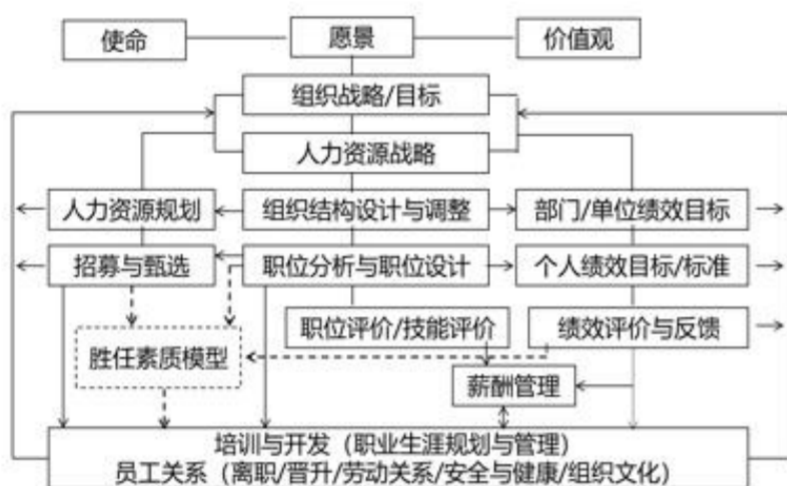 使命
愿景
价值观
组织战略/目标
人力资源战略
人力资源规划
组织结构设计与调整
部门/单位绩效目标
招募与甄选
职位分析与职位设计
个人绩效目标/标准
职位评价/技能评价
绩效评价与反馈
胜任素质模型
薪酬管理
培训与开发（职业生涯规划与管理）
员工关系（离职/晋升/劳动关系/安全与健康/组织文化）